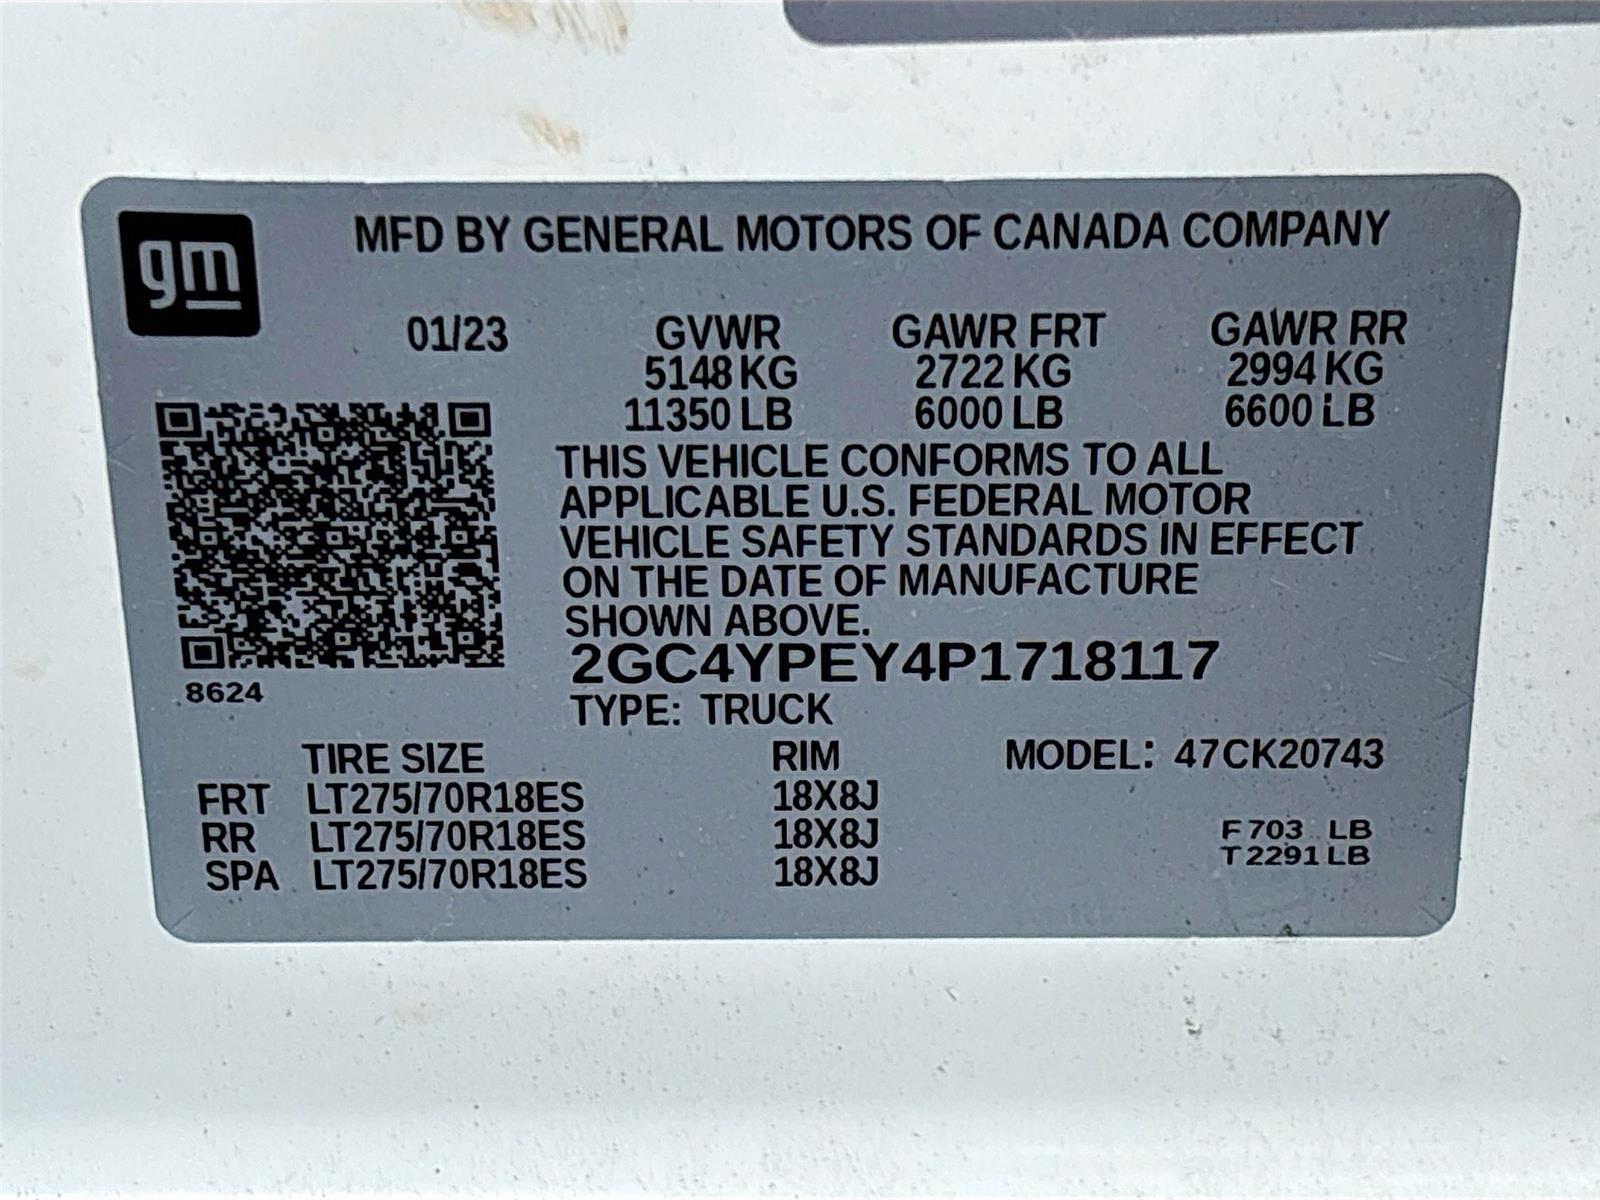 gm
MFD BY GENERAL MOTORS OF CANADA COMPANY
01/23 GVWR GAWR FRT GAWR RR
5148 KG 2722 KG 2994 KG
11350 LB 6000 LB 6600 LB
THIS VEHICLE CONFORMS TO ALL
APPLICABLE U.S. FEDERAL MOTOR
VEHICLE SAFETY STANDARDS IN EFFECT
ON THE DATE OF MANUFACTURE
SHOWN ABOVE.
2GC4YPEY4P1718117
8624
TYPE: TRUCK
TIRE SIZE RIM MODEL: 47CK20743
FRT LT275/70R18ES 18X8J
RR LT275/70R18ES 18X8J F 703 LB
SPA LT275/70R18ES 18X8J T 2291 LB